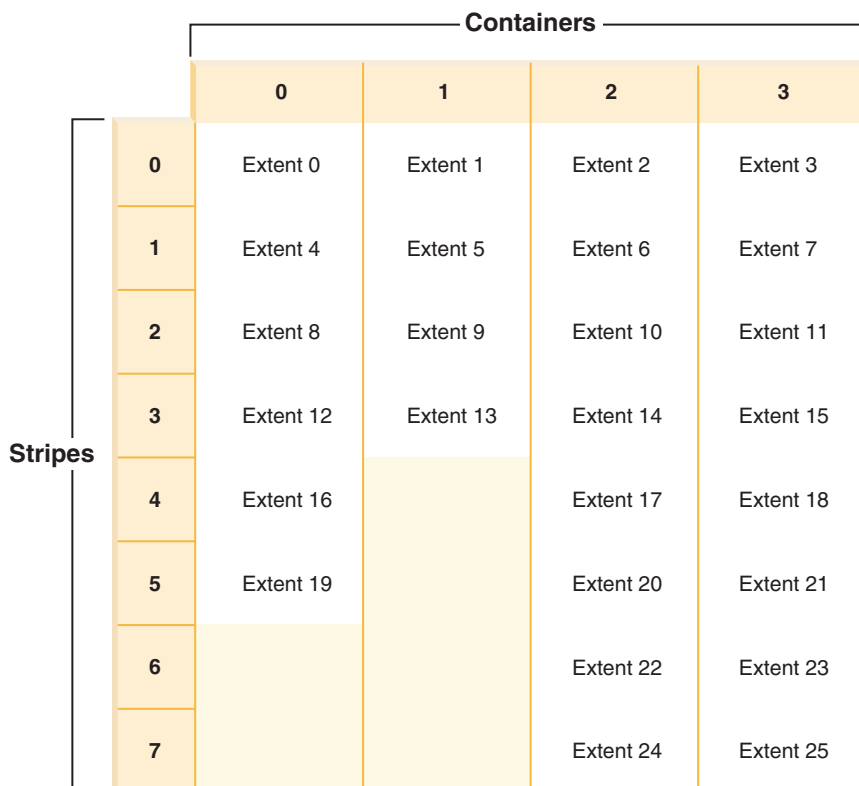 Containers
0 1 2 3
Stripes
0 Extent 0 Extent 1 Extent 2 Extent 3
1 Extent 4 Extent 5 Extent 6 Extent 7
2 Extent 8 Extent 9 Extent 10 Extent 11
3 Extent 12 Extent 13 Extent 14 Extent 15
4 Extent 16 Extent 17 Extent 18
5 Extent 19 Extent 20 Extent 21
6 Extent 22 Extent 23
7 Extent 24 Extent 25